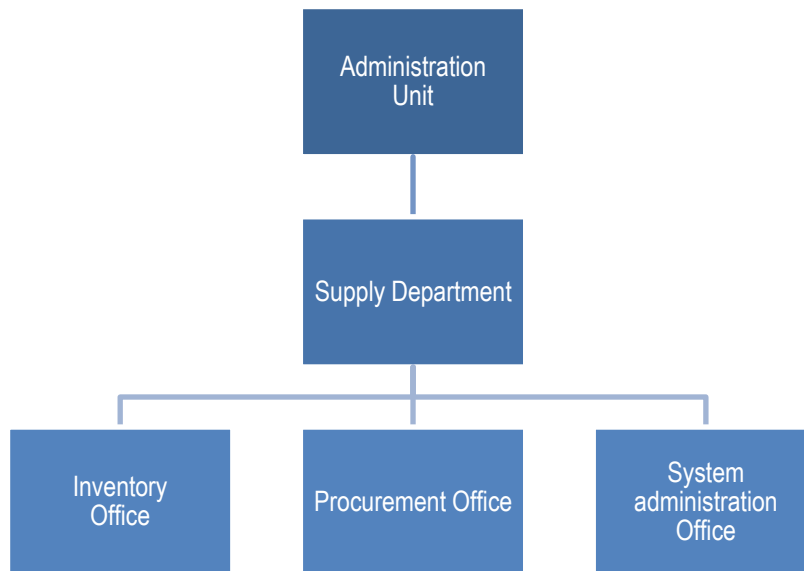 Administration
Unit
Supply Department
Inventory
Office
Procurement Office
System
administration
Office